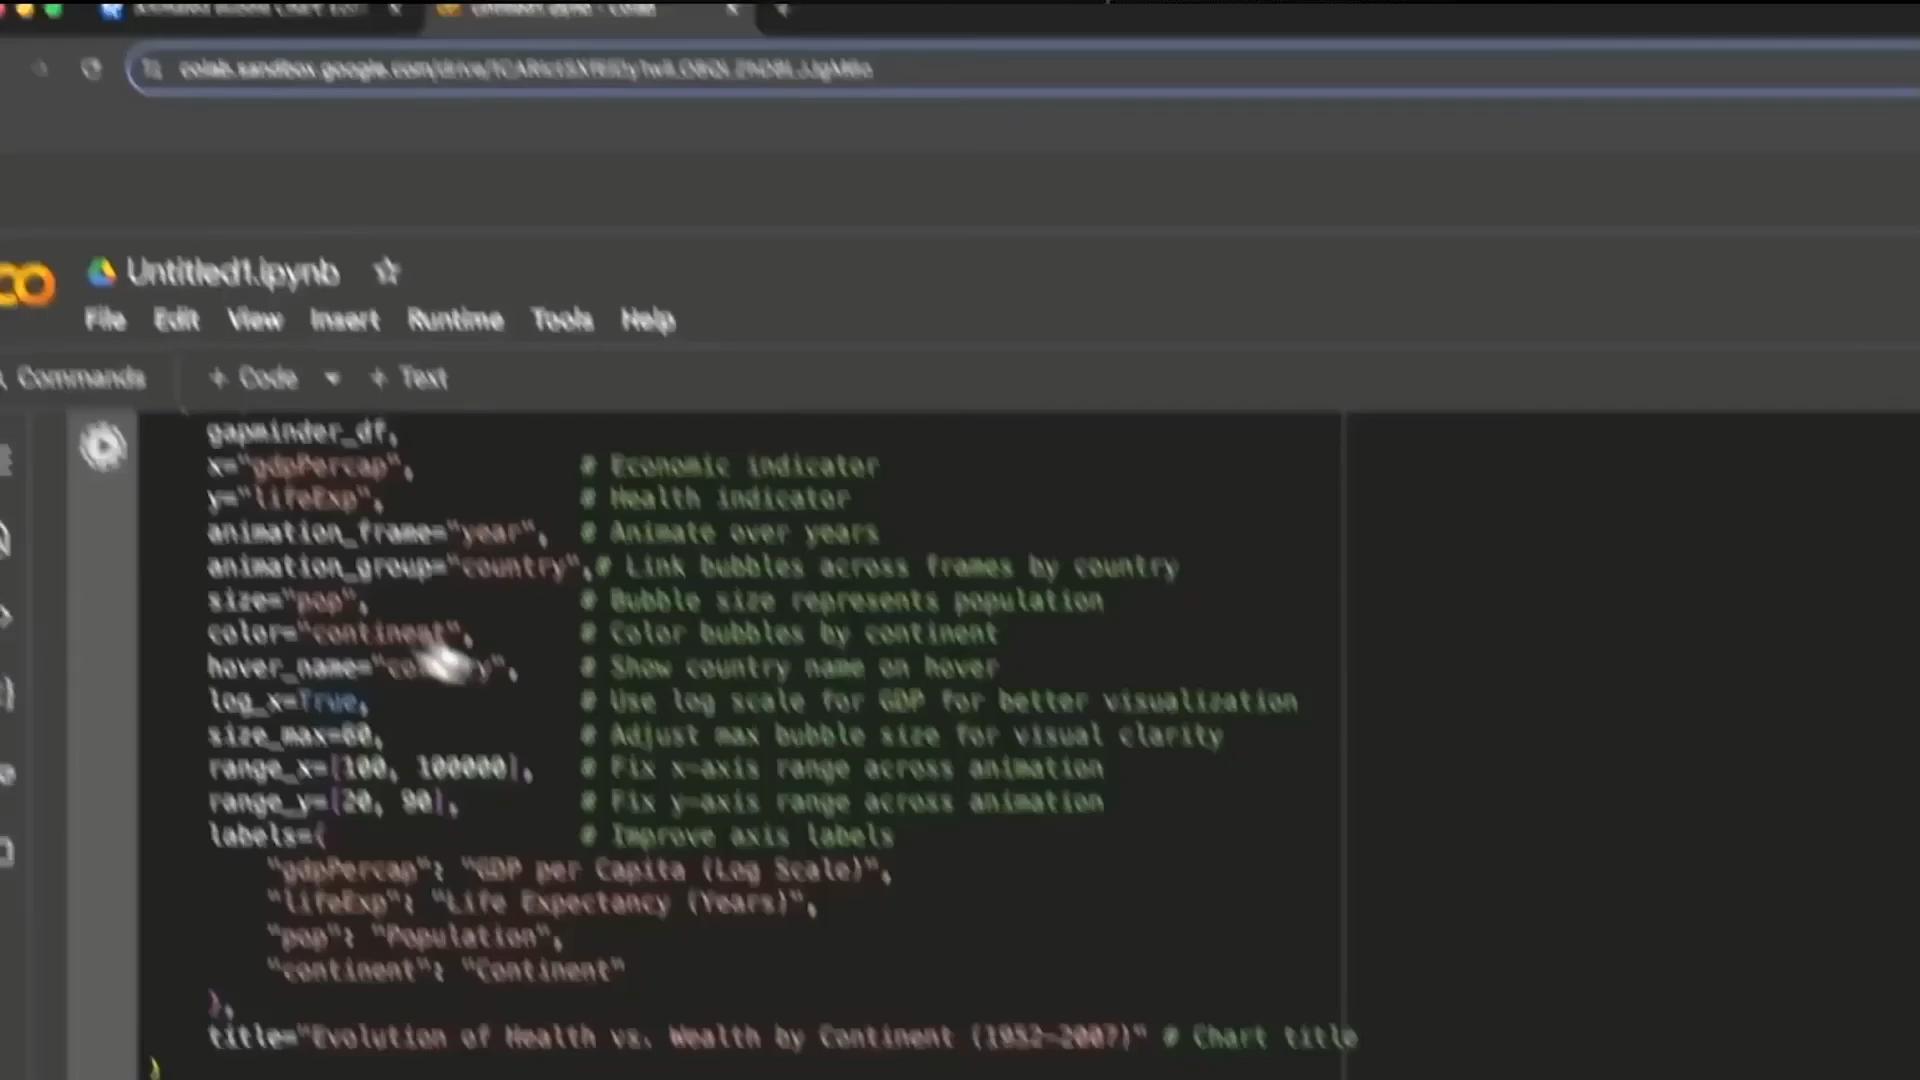 Untitled1.ipynb
File Edit View Insert Runtime Tools Help
Commands + Code + Text
gapminder_df,
x="gdpPercap", # Economic indicator
y="lifeExp", # Health indicator
animation_frame="year", # Animate over years
animation_group="country",# Link bubbles across frames by country
size="pop", # Bubble size represents population
color="continent", # Color bubbles by continent
hover_name="country", # Show country name on hover
log_x=True, # Use log scale for GDP for better visualization
size_max=60, # Adjust max bubble size for visual clarity
range_x=[100, 100000], # Fix x-axis range across animation
range_y=[20, 90], # Fix y-axis range across animation
labels={ # Improve axis labels
"gdpPercap": "GDP per Capita (Log Scale)",
"lifeExp": "Life Expectancy (Years)",
"pop": "Population",
"continent": "Continent"
},
title="Evolution of Health vs. Wealth by Continent (1952-2007)" # Chart title
)